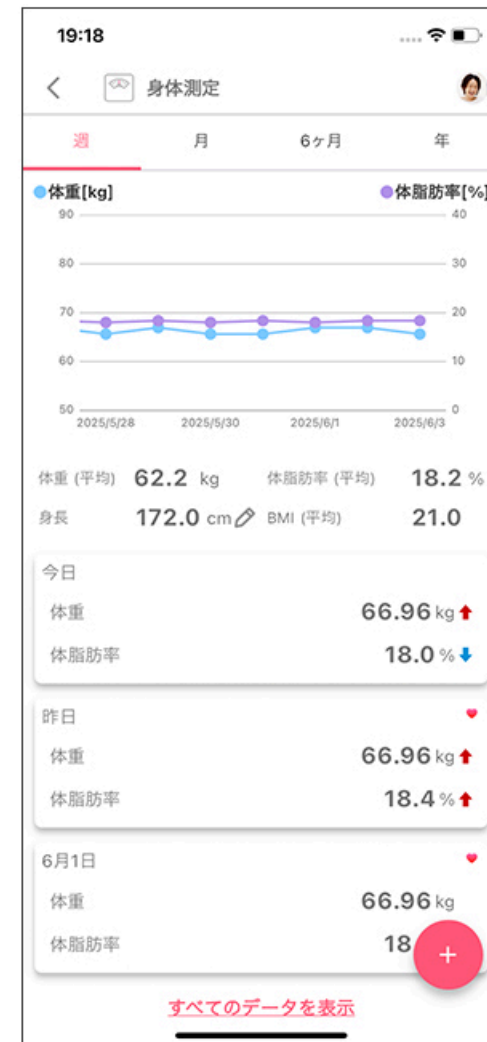 19:18
身体測定
週 月 6ヶ月 年
体重[kg] 体脂肪率[%]
90 40
80 30
70 20
60 10
50 0
2025/5/28 2025/5/30 2025/6/1 2025/6/3
体重 (平均) 62.2 kg 体脂肪率 (平均) 18.2 %
身長 172.0 cm BMI (平均) 21.0
今日
体重 66.96 kg
体脂肪率 18.0 %
昨日
体重 66.96 kg
体脂肪率 18.4 %
6月1日
体重 66.96 kg
体脂肪率 18
すべてのデータを表示